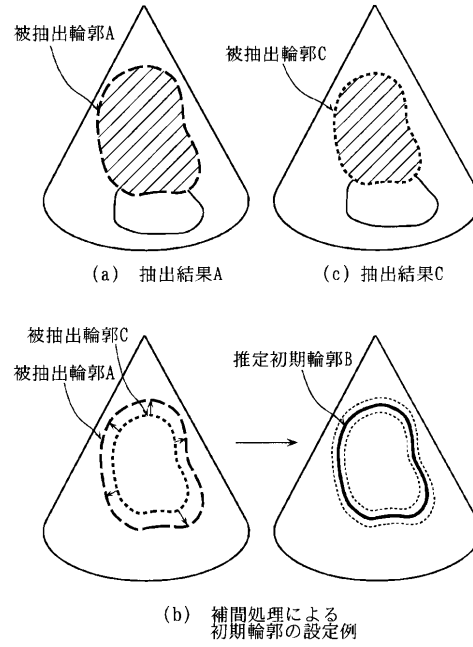 被抽出輪郭A
被抽出輪郭C
(a) 抽出結果A
(c) 抽出結果C
被抽出輪郭C
被抽出輪郭A
推定初期輪郭B
(b) 補間処理による
初期輪郭の設定例